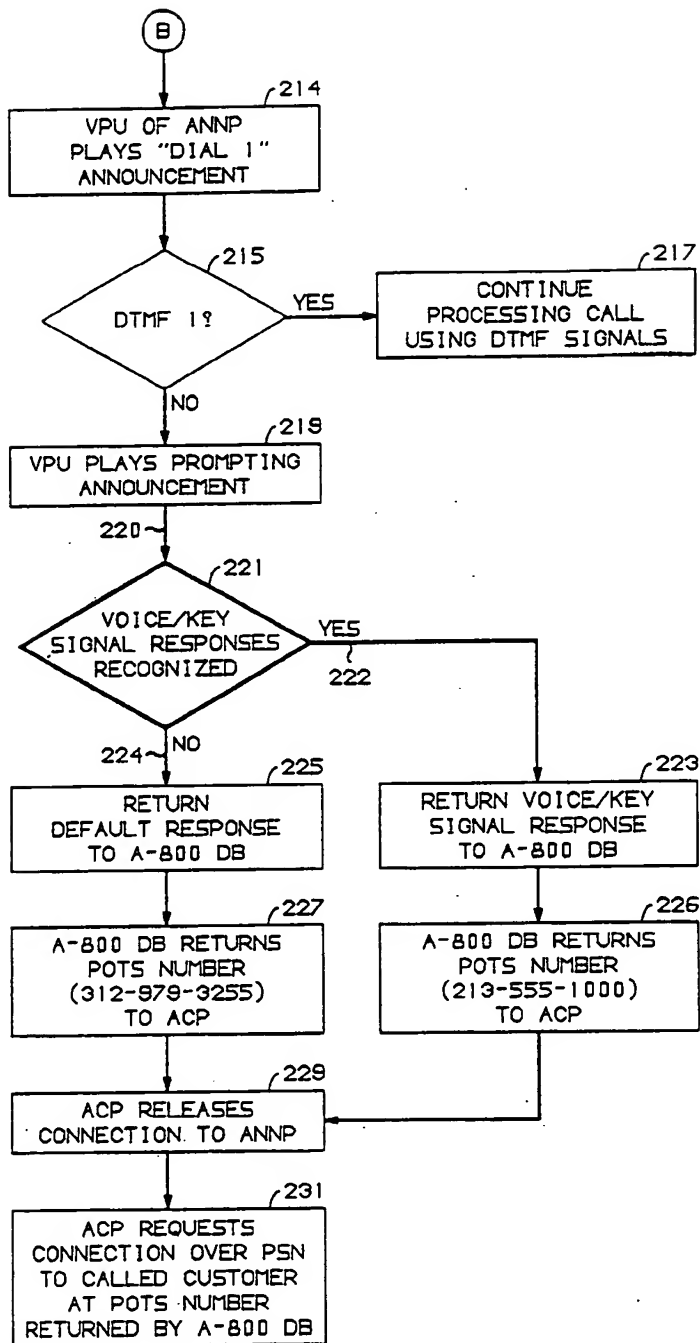 B
214
VPU OF ANNP
PLAYS "DIAL 1"
ANNOUNCEMENT
215
DTMF 1?
YES
217
CONTINUE
PROCESSING CALL
USING DTMF SIGNALS
NO
219
VPU PLAYS PROMPTING
ANNOUNCEMENT
220
221
VOICE/KEY
SIGNAL RESPONSES
RECOGNIZED
YES
222
224
NO
225
RETURN
DEFAULT RESPONSE
TO A-800 DB
223
RETURN VOICE/KEY
SIGNAL RESPONSE
TO A-800 DB
227
A-800 DB RETURNS
POTS NUMBER
(312-979-3255)
TO ACP
226
A-800 DB RETURNS
POTS NUMBER
(213-555-1000)
TO ACP
229
ACP RELEASES
CONNECTION TO ANNP
231
ACP REQUESTS
CONNECTION OVER PSN
TO CALLED CUSTOMER
AT POTS NUMBER
RETURNED BY A-800 DB